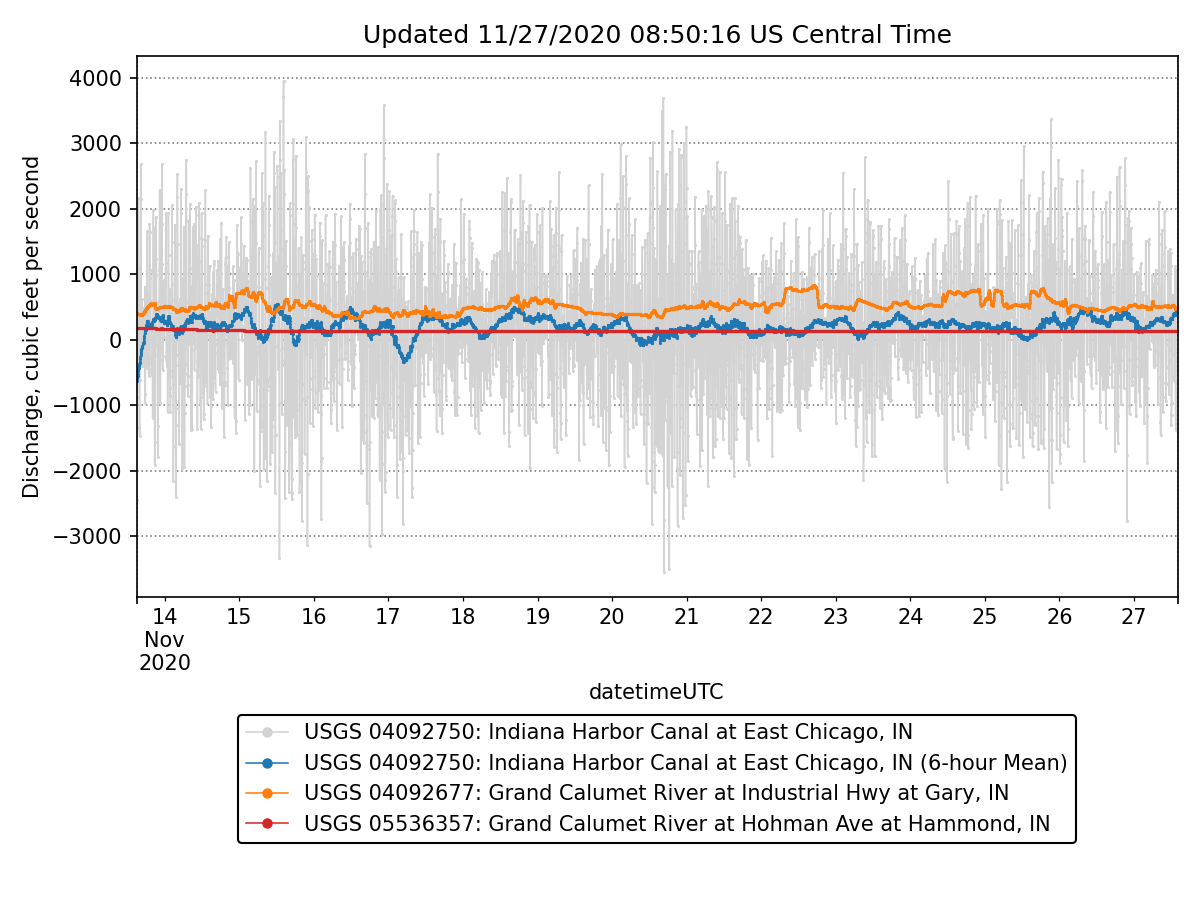 Updated 11/27/2020 08:50:16 US Central Time
Discharge, cubic feet per second
4000
3000
2000
1000
0
−1000
−2000
−3000
14 15 16 17 18 19 20 21 22 23 24 25 26 27
Nov
2020
datetimeUTC
USGS 04092750: Indiana Harbor Canal at East Chicago, IN
USGS 04092750: Indiana Harbor Canal at East Chicago, IN (6-hour Mean)
USGS 04092677: Grand Calumet River at Industrial Hwy at Gary, IN
USGS 05536357: Grand Calumet River at Hohman Ave at Hammond, IN